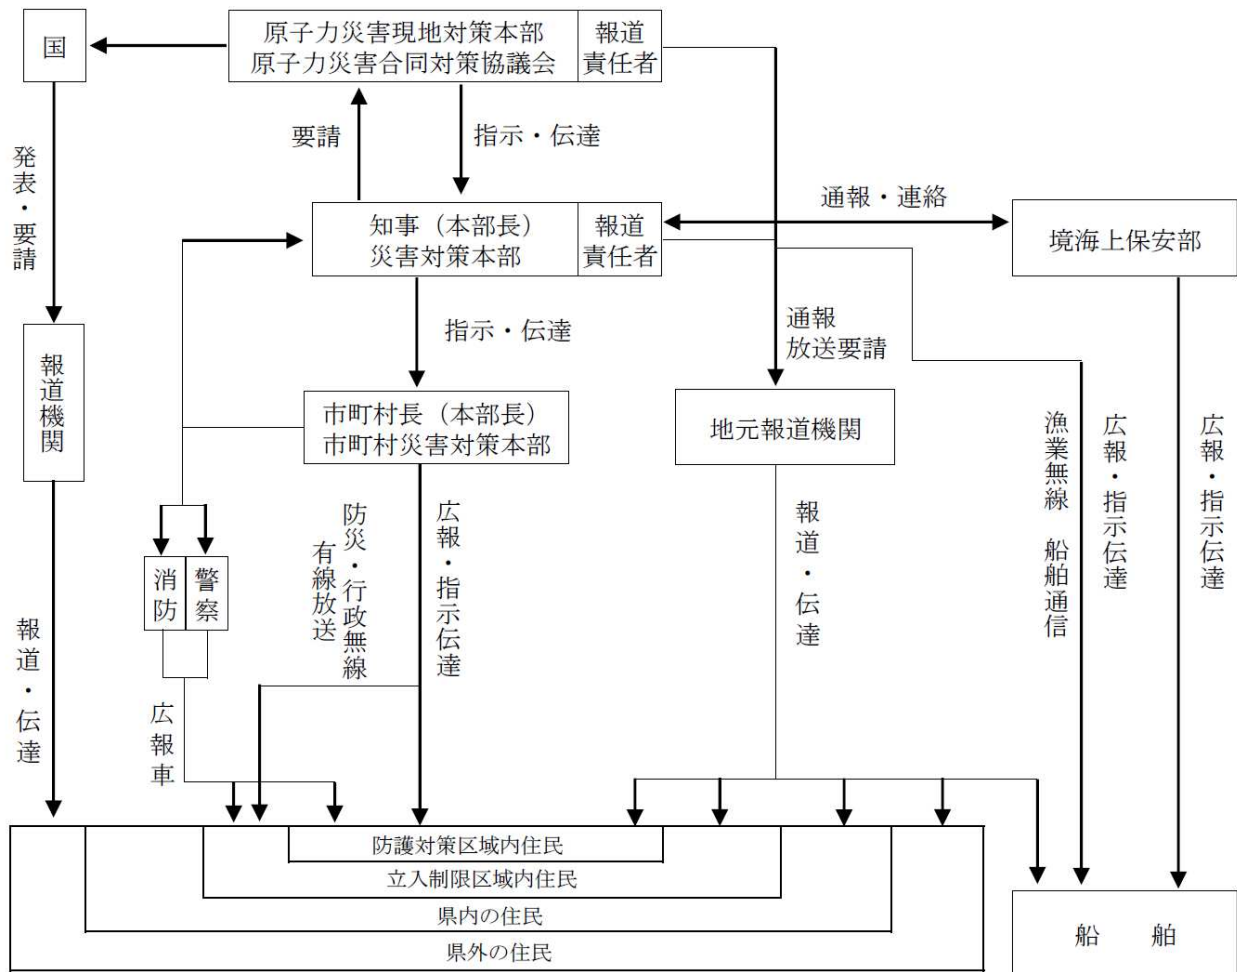 国
原子力災害現地対策本部
原子力災害合同対策協議会
報道
責任者
要請
指示・伝達
発表・要請
知事（本部長）
災害対策本部
報道
責任者
通報・連絡
境海上保安部
指示・伝達
通報
放送要請
報道機関
市町村長（本部長）
市町村災害対策本部
地元報道機関
漁業無線　船舶通信
広報・指示伝達
広報・指示伝達
防災・行政無線
有線放送
広報・指示伝達
報道・伝達
消防
警察
報道・伝達
広報車
防護対策区域内住民
立入制限区域内住民
県内の住民
県外の住民
船　舶